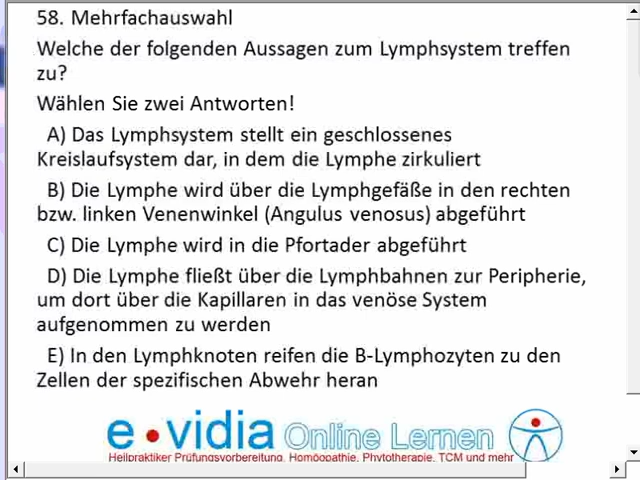 58. Mehrfachauswahl
Welche der folgenden Aussagen zum Lymphsystem treffen
zu?
Wählen Sie zwei Antworten!
A) Das Lymphsystem stellt ein geschlossenes
Kreislaufsystem dar, in dem die Lymphe zirkuliert
B) Die Lymphe wird über die Lymphgefäße in den rechten
bzw. linken Venenwinkel (Angulus venosus) abgeführt
C) Die Lymphe wird in die Pfortader abgeführt
D) Die Lymphe fließt über die Lymphbahnen zur Peripherie,
um dort über die Kapillaren in das venöse System
aufgenommen zu werden
E) In den Lymphknoten reifen die B-Lymphozyten zu den
Zellen der spezifischen Abwehr heran
e•vidia Online Lernen
Heilpraktiker Prüfungsvorbereitung, Homöopathie, Phytotherapie, TCM und mehr